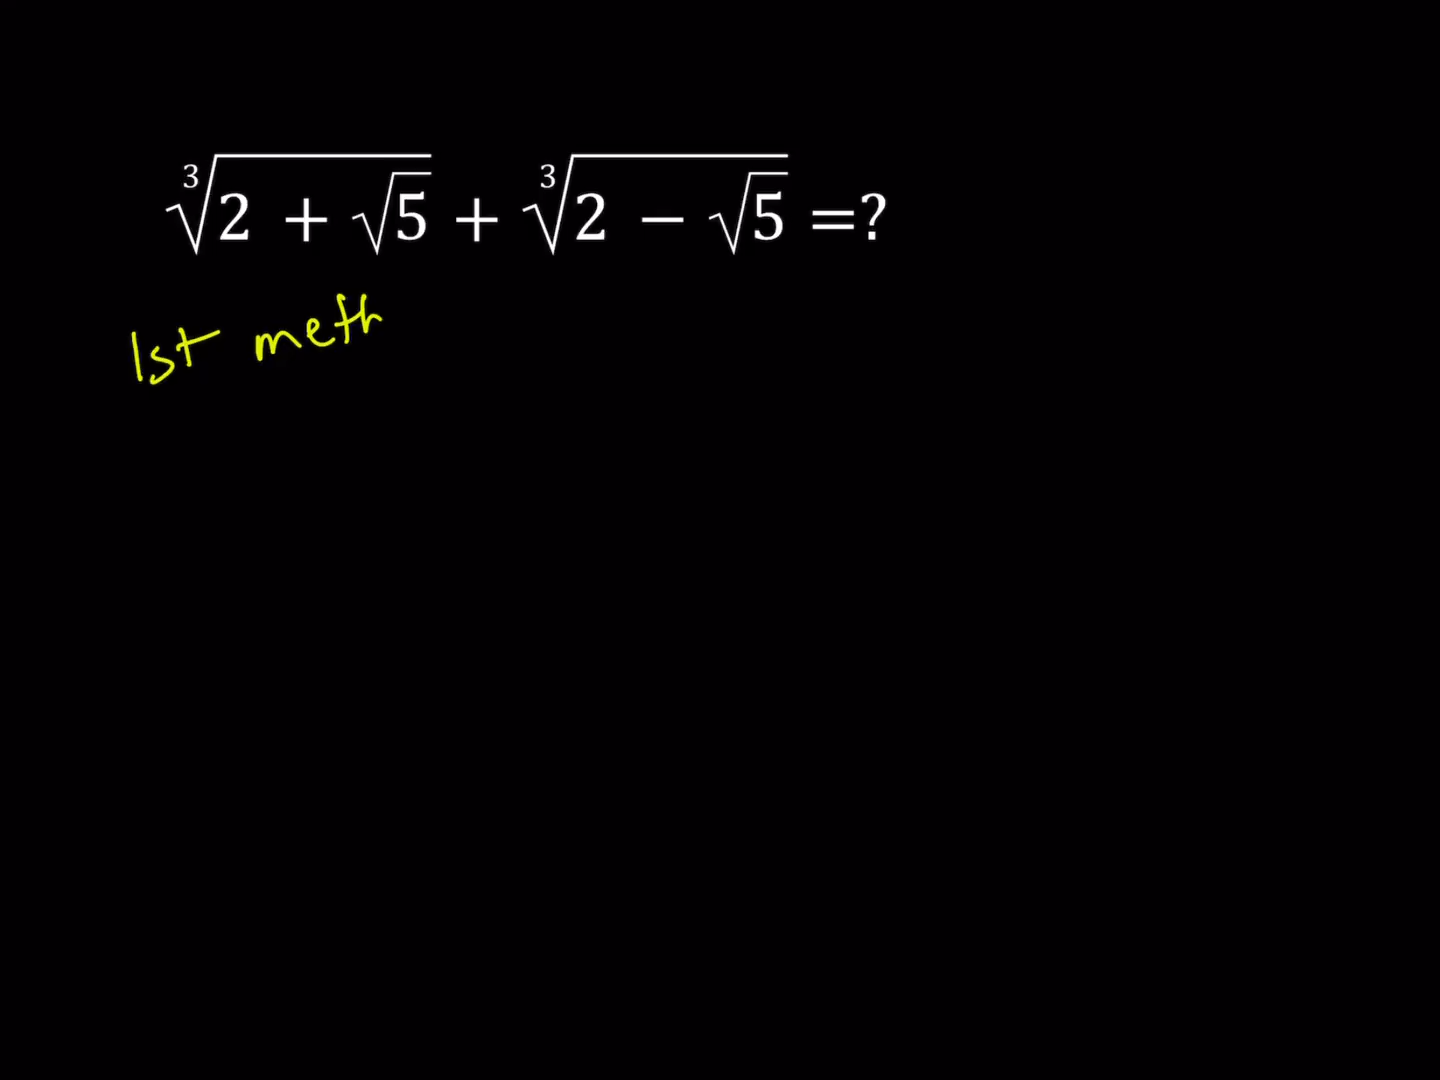 ∛(2 + √5) + ∛(2 − √5) =?
1st meth